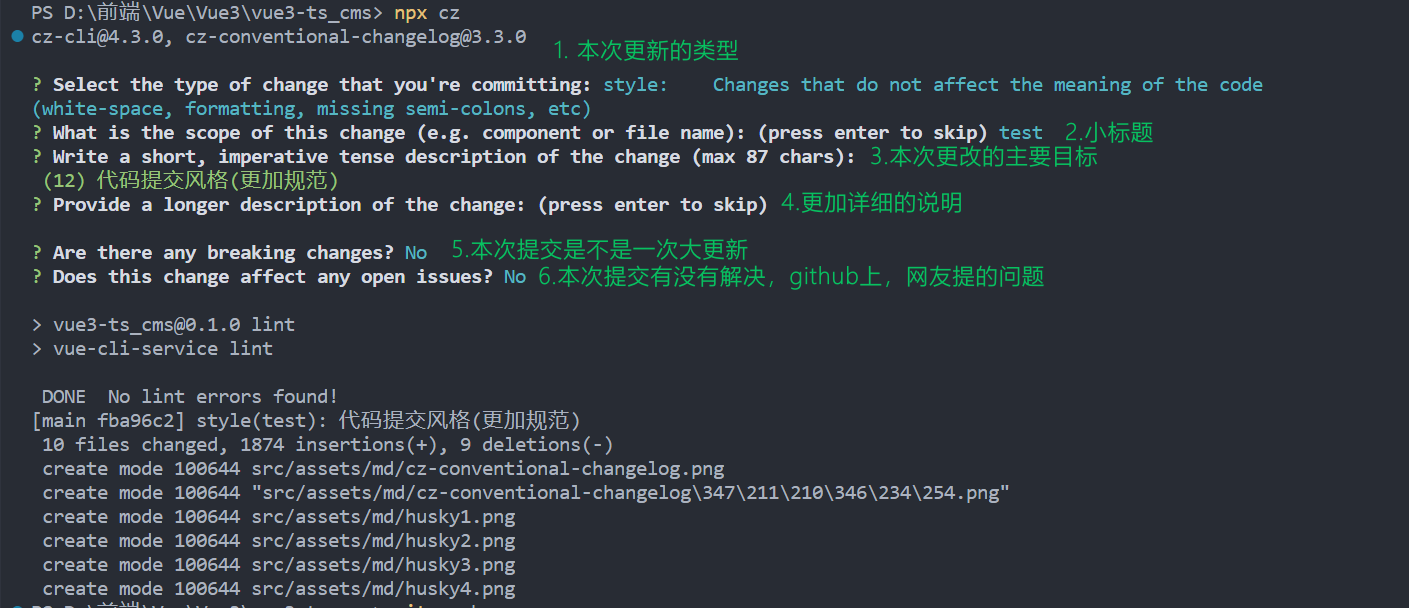 PS D:\前端\Vue\Vue3\vue3-ts_cms> npx cz
cz-cli@4.3.0, cz-conventional-changelog@3.3.0
1. 本次更新的类型
? Select the type of change that you're committing: style:    Changes that do not affect the meaning of the code
(white-space, formatting, missing semi-colons, etc)
? What is the scope of this change (e.g. component or file name): (press enter to skip) test 2.小标题
? Write a short, imperative tense description of the change (max 87 chars): 3.本次更改的主要目标
(12) 代码提交风格(更加规范)
? Provide a longer description of the change: (press enter to skip) 4.更加详细的说明
? Are there any breaking changes? No 5.本次提交是不是一次大更新
? Does this change affect any open issues? No 6.本次提交有没有解决，github上，网友提的问题
> vue3-ts_cms@0.1.0 lint
> vue-cli-service lint
DONE  No lint errors found!
[main fba96c2] style(test): 代码提交风格(更加规范)
10 files changed, 1874 insertions(+), 9 deletions(-)
create mode 100644 src/assets/md/cz-conventional-changelog.png
create mode 100644 "src/assets/md/cz-conventional-changelog\347\211\210\346\234\254.png"
create mode 100644 src/assets/md/husky1.png
create mode 100644 src/assets/md/husky2.png
create mode 100644 src/assets/md/husky3.png
create mode 100644 src/assets/md/husky4.png